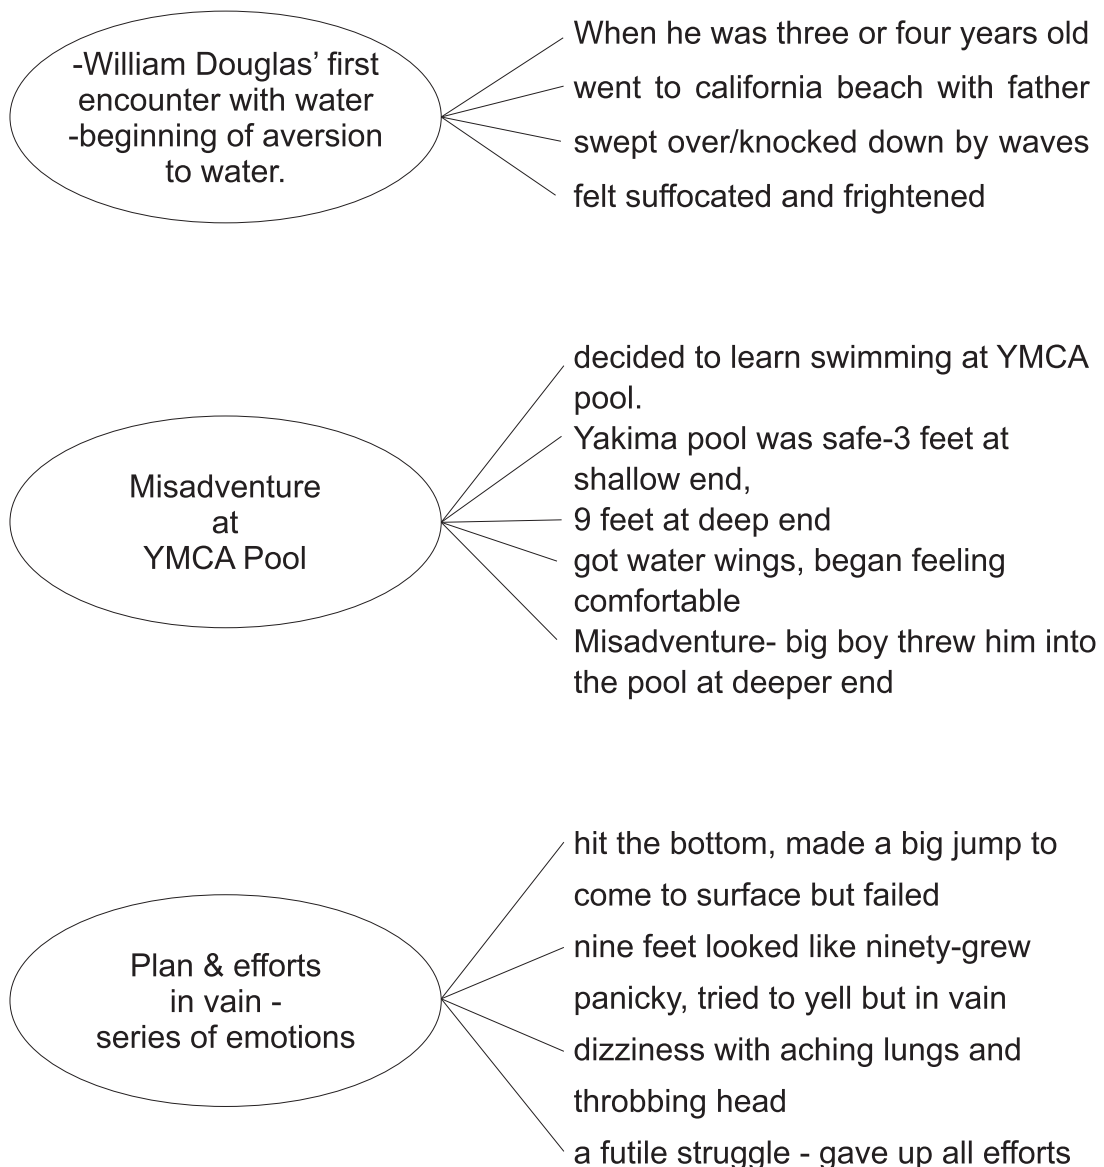 -William Douglas’ first
encounter with water
-beginning of aversion
to water.
When he was three or four years old
went to california beach with father
swept over/knocked down by waves
felt suffocated and frightened
Misadventure
at
YMCA Pool
decided to learn swimming at YMCA
pool.
Yakima pool was safe-3 feet at
shallow end,
9 feet at deep end
got water wings, began feeling
comfortable
Misadventure- big boy threw him into
the pool at deeper end
Plan & efforts
in vain -
series of emotions
hit the bottom, made a big jump to
come to surface but failed
nine feet looked like ninety-grew
panicky, tried to yell but in vain
dizziness with aching lungs and
throbbing head
a futile struggle - gave up all efforts